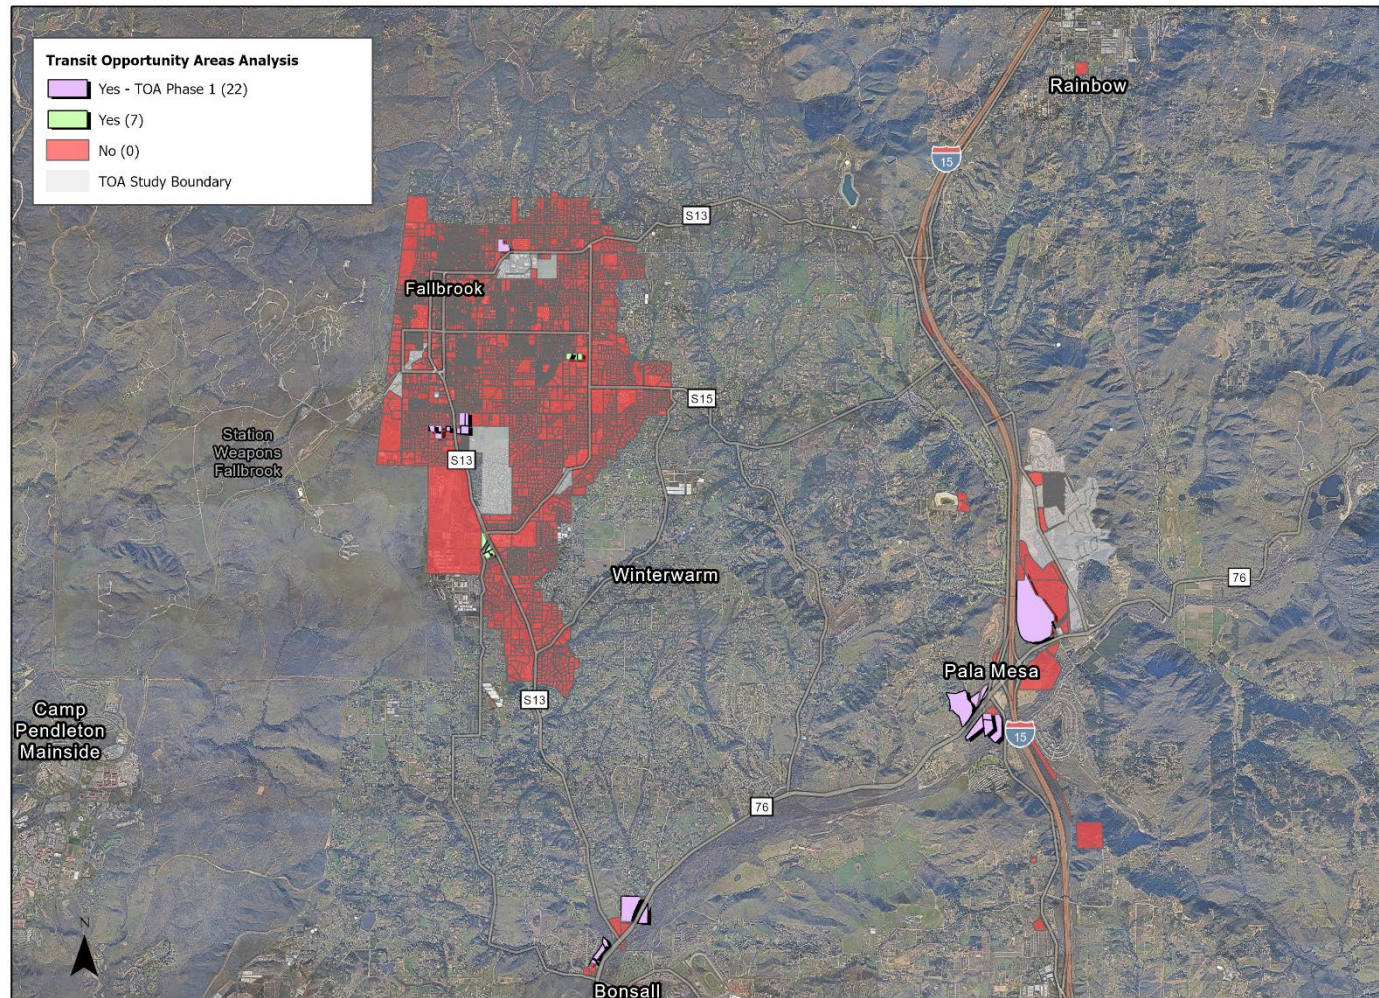 Transit Opportunity Areas Analysis
Yes - TOA Phase 1 (22)
Yes (7)
No (0)
TOA Study Boundary
Rainbow
15
S13
Fallbrook
S15
Station
Weapons
Fallbrook
S13
Winterwarm
76
Pala Mesa
S13
Camp
Pendleton
Mainside
15
76
N
Bonsall